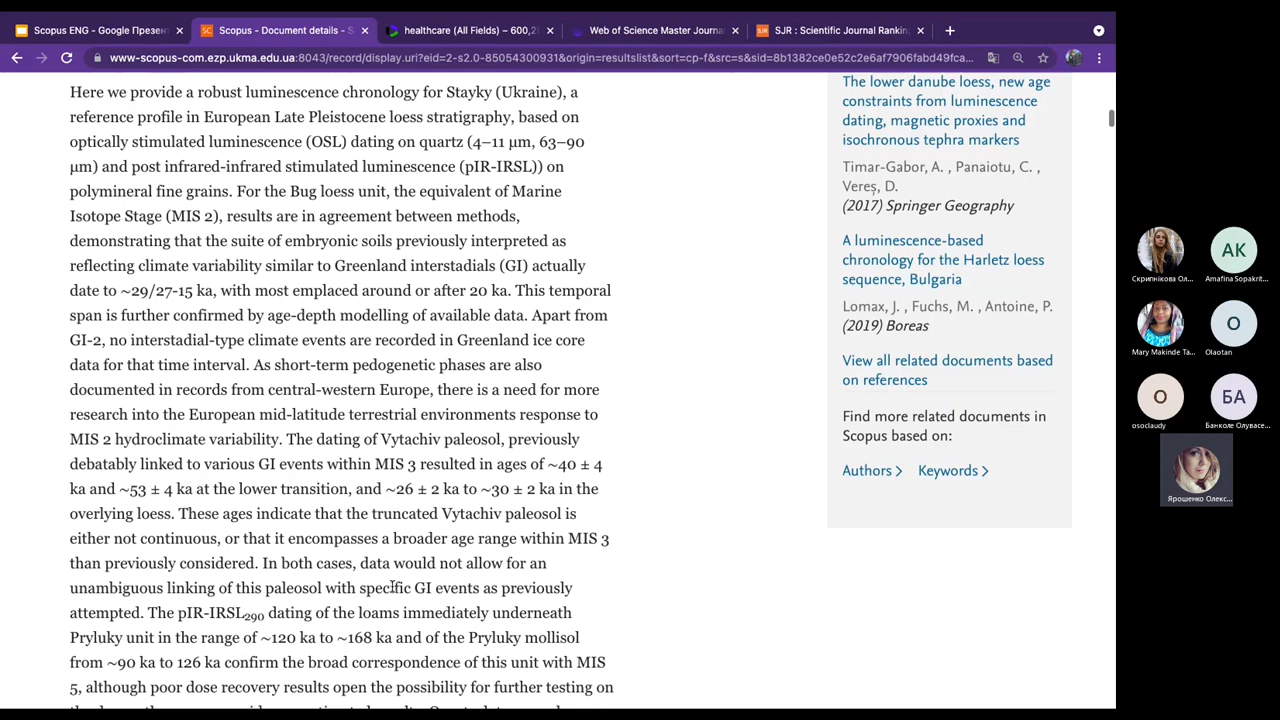 Scopus ENG - Google Презент
Scopus - Document details - S
healthcare (All Fields) – 600,2
Web of Science Master Journa
SJR : Scientific Journal Rankin
www-scopus-com.ezp.ukma.edu.ua:8043/record/display.uri?eid=2-s2.0-85054300931&origin=resultslist&sort=cp-f&src=s&sid=8b1382ce0e52c2e6af7906fabd49fca...
Here we provide a robust luminescence chronology for Stayky (Ukraine), a
reference profile in European Late Pleistocene loess stratigraphy, based on
optically stimulated luminescence (OSL) dating on quartz (4–11 μm, 63–90
μm) and post infrared-infrared stimulated luminescence (pIR-IRSL)) on
polymineral fine grains. For the Bug loess unit, the equivalent of Marine
Isotope Stage (MIS 2), results are in agreement between methods,
demonstrating that the suite of embryonic soils previously interpreted as
reflecting climate variability similar to Greenland interstadials (GI) actually
date to ~29/27-15 ka, with most emplaced around or after 20 ka. This temporal
span is further confirmed by age-depth modelling of available data. Apart from
GI-2, no interstadial-type climate events are recorded in Greenland ice core
data for that time interval. As short-term pedogenetic phases are also
documented in records from central-western Europe, there is a need for more
research into the European mid-latitude terrestrial environments response to
MIS 2 hydroclimate variability. The dating of Vytachiv paleosol, previously
debatably linked to various GI events within MIS 3 resulted in ages of ~40 ± 4
ka and ~53 ± 4 ka at the lower transition, and ~26 ± 2 ka to ~30 ± 2 ka in the
overlying loess. These ages indicate that the truncated Vytachiv paleosol is
either not continuous, or that it encompasses a broader age range within MIS 3
than previously considered. In both cases, data would not allow for an
unambiguous linking of this paleosol with specific GI events as previously
attempted. The pIR-IRSL290 dating of the loams immediately underneath
Pryluky unit in the range of ~120 ka to ~168 ka and of the Pryluky mollisol
from ~90 ka to 126 ka confirm the broad correspondence of this unit with MIS
5, although poor dose recovery results open the possibility for further testing on
The lower danube loess, new age
constraints from luminescence
dating, magnetic proxies and
isochronous tephra markers
Timar-Gabor, A. , Panaiotu, C. ,
Vereș, D.
(2017) Springer Geography
A luminescence-based
chronology for the Harletz loess
sequence, Bulgaria
Lomax, J. , Fuchs, M. , Antoine, P.
(2019) Boreas
View all related documents based
on references
Find more related documents in
Scopus based on:
Authors > Keywords >
АК
Скрипнікова Ол...
Amafina Sopakrit...
O
Mary Makinde Ta...
Olaotan
O
БА
osoclaudy
Банколе Олувасе...
Ярошенко Олекс...